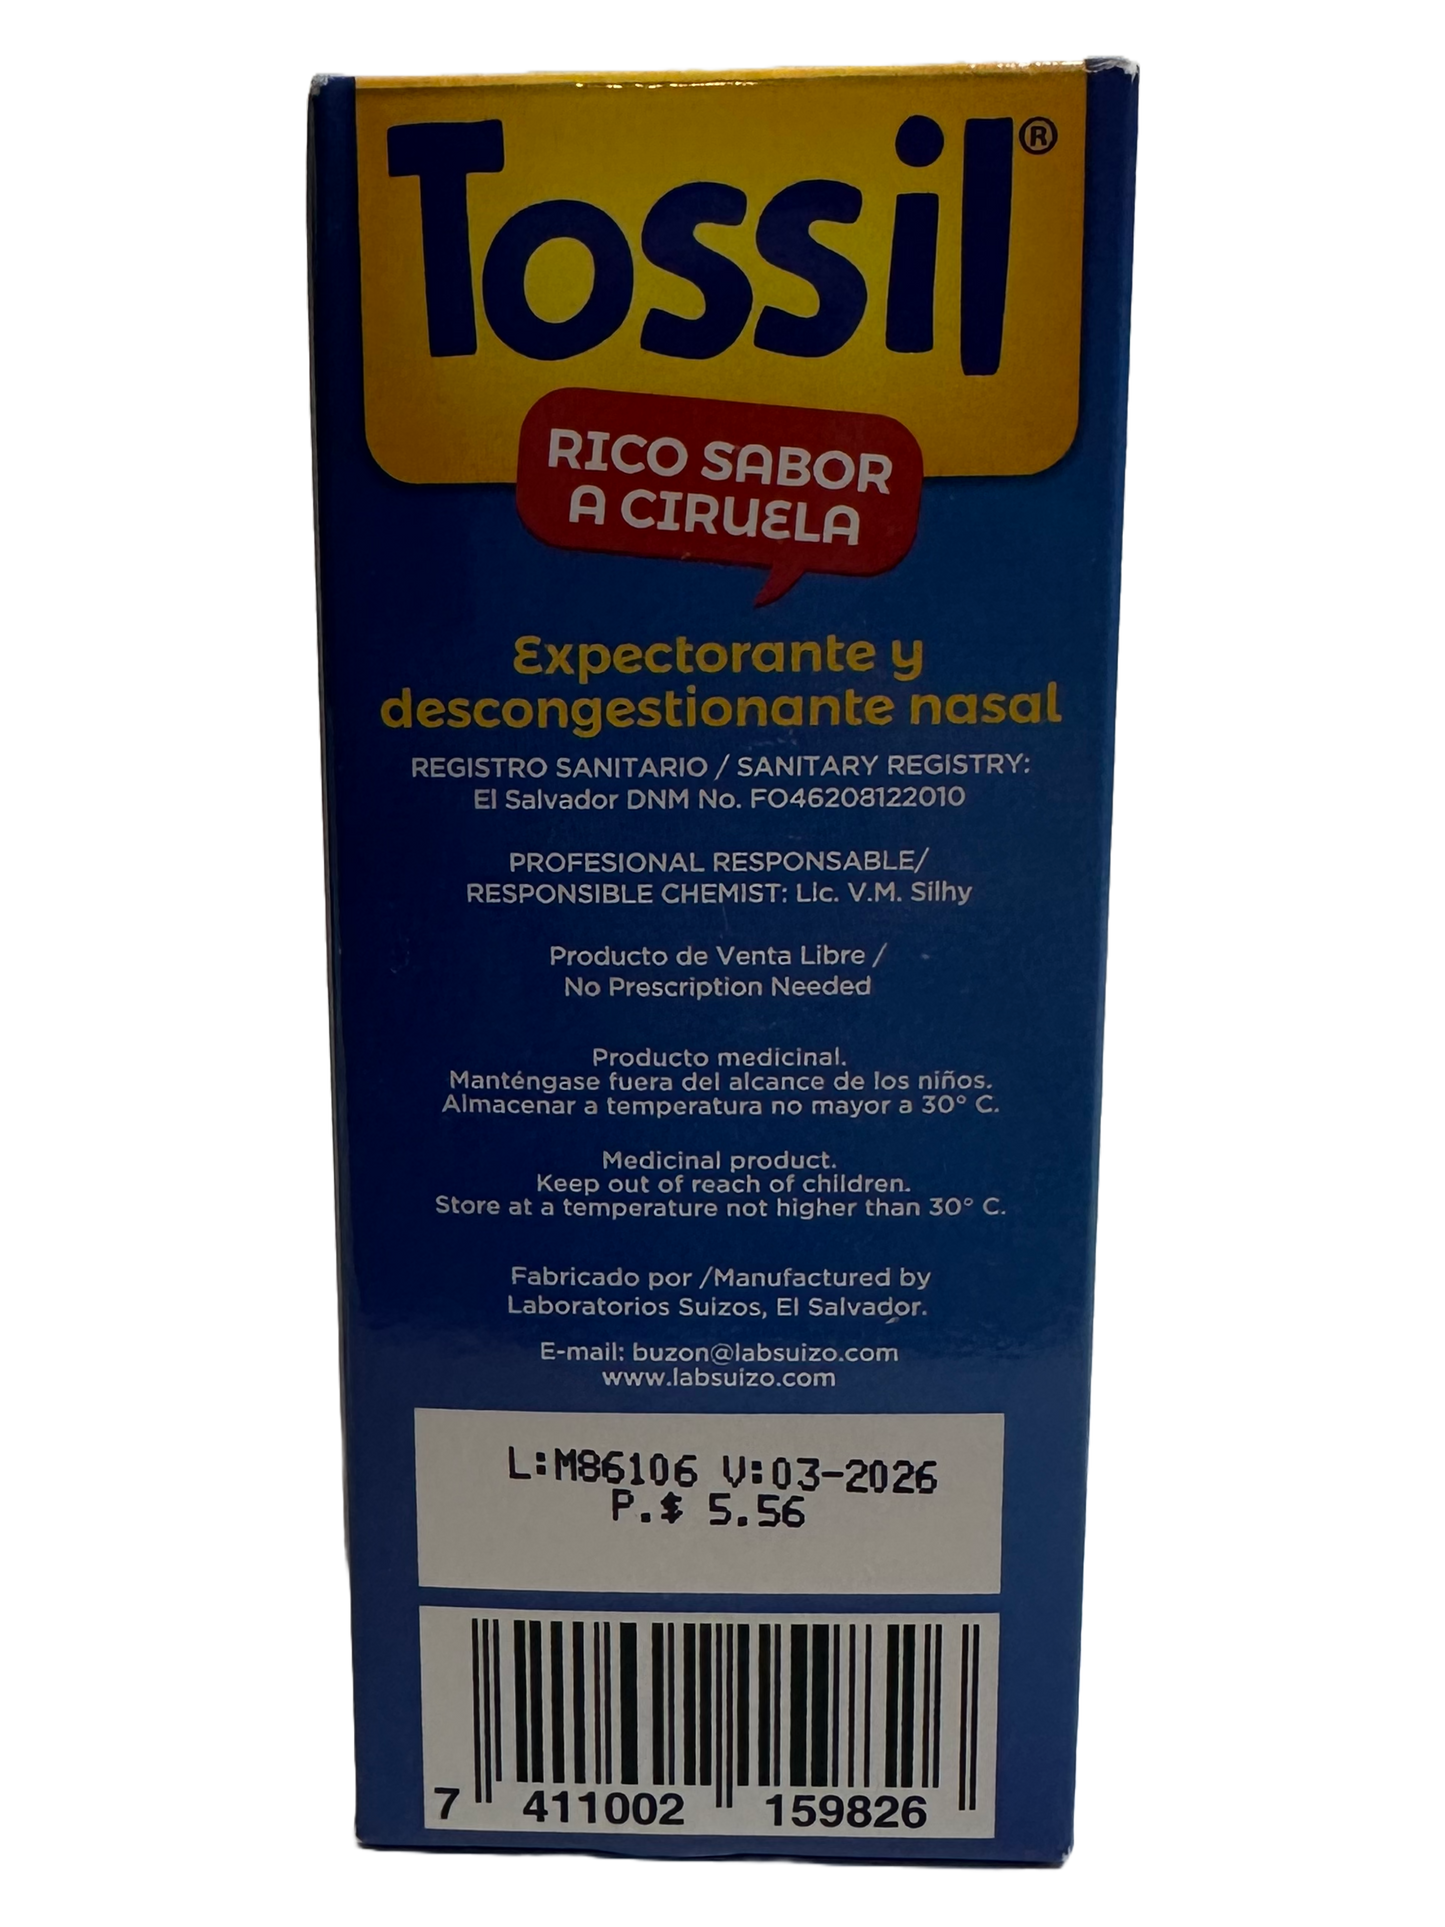 Tossil®
RICO SABOR
A CIRUELA
Expectorante y
descongestionante nasal
REGISTRO SANITARIO / SANITARY REGISTRY:
El Salvador DNM No. F046208122010
PROFESIONAL RESPONSABLE/
RESPONSIBLE CHEMIST: Lic. V.M. Silhy
Producto de Venta Libre /
No Prescription Needed
Producto medicinal.
Manténgase fuera del alcance de los niños.
Almacenar a temperatura no mayor a 30° C.
Medicinal product.
Keep out of reach of children.
Store at a temperature not higher than 30° C.
Fabricado por /Manufactured by
Laboratorios Suizos, El Salvador.
E-mail: buzon@labsuizo.com
www.labsuizo.com
L:M86106 V:03-2026
P.$ 5.56
7 411002 159826